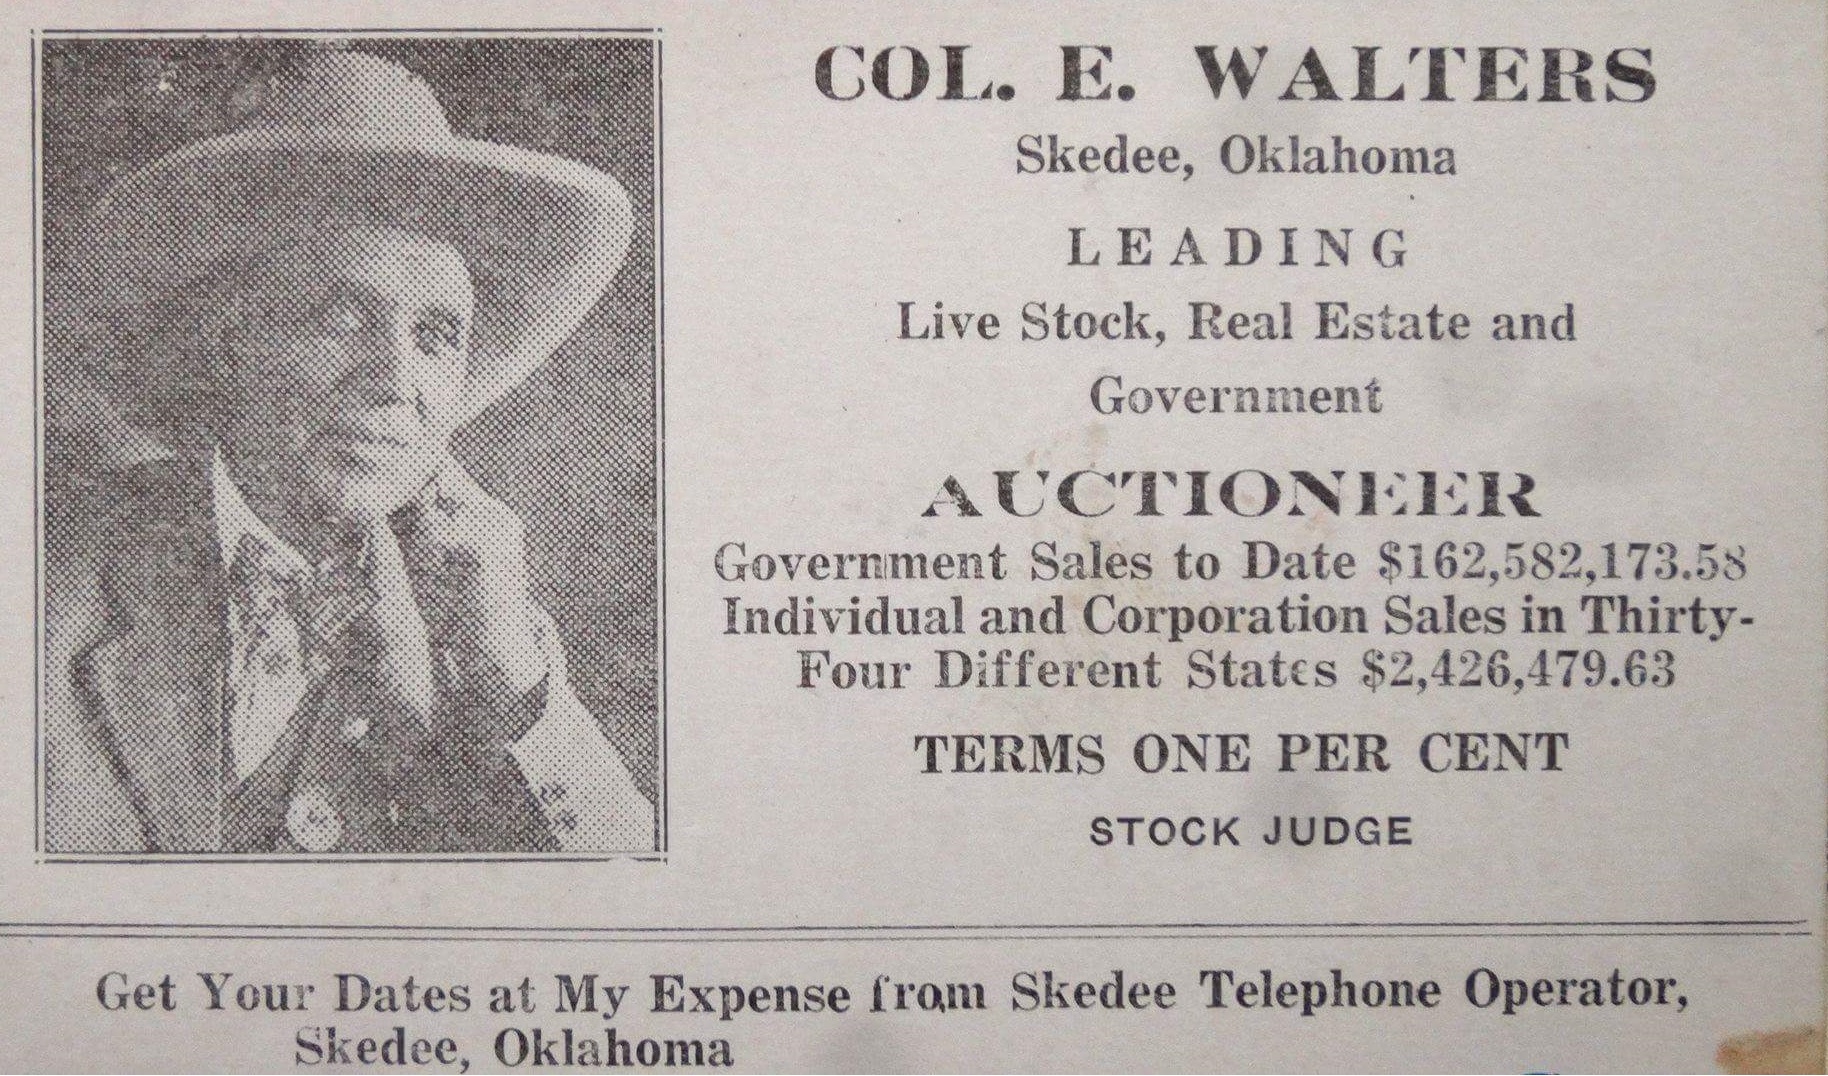 COL. E. WALTERS
Skedee, Oklahoma
LEADING
Live Stock, Real Estate and
Government
AUCTIONEER
Government Sales to Date $162,582,173.58
Individual and Corporation Sales in Thirty-
Four Different States $2,426,479.63
TERMS ONE PER CENT
STOCK JUDGE
Get Your Dates at My Expense from Skedee Telephone Operator,
Skedee, Oklahoma